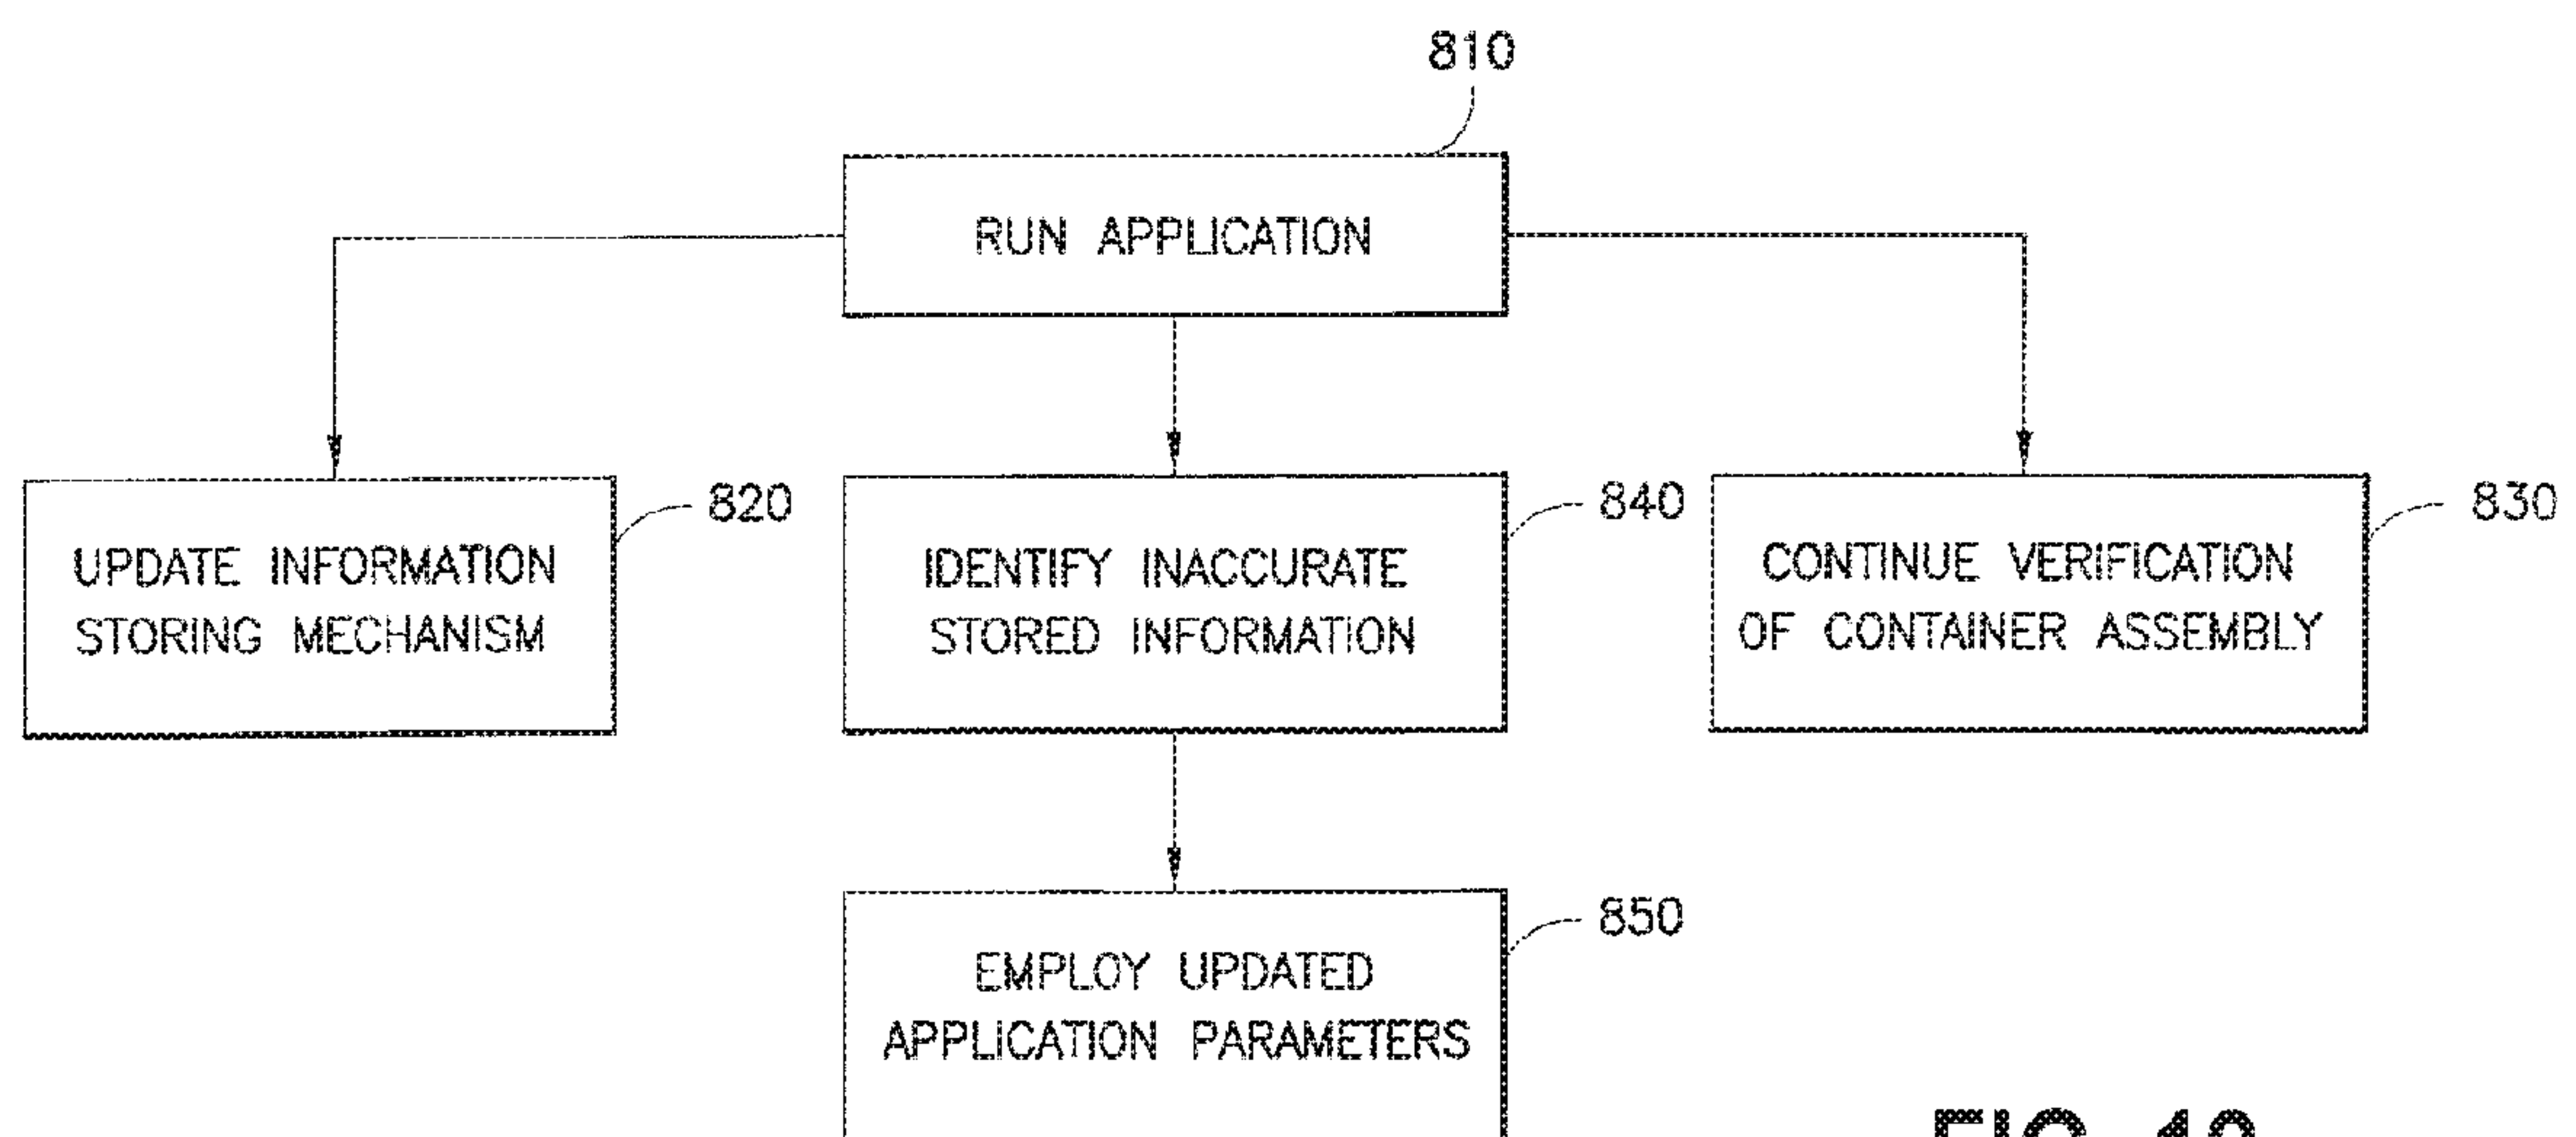 810
RUN APPLICATION
820
840
830
UPDATE INFORMATION
STORING MECHANISM
IDENTIFY INACCURATE
STORED INFORMATION
CONTINUE VERIFICATION
OF CONTAINER ASSEMBLY
850
EMPLOY UPDATED
APPLICATION PARAMETERS